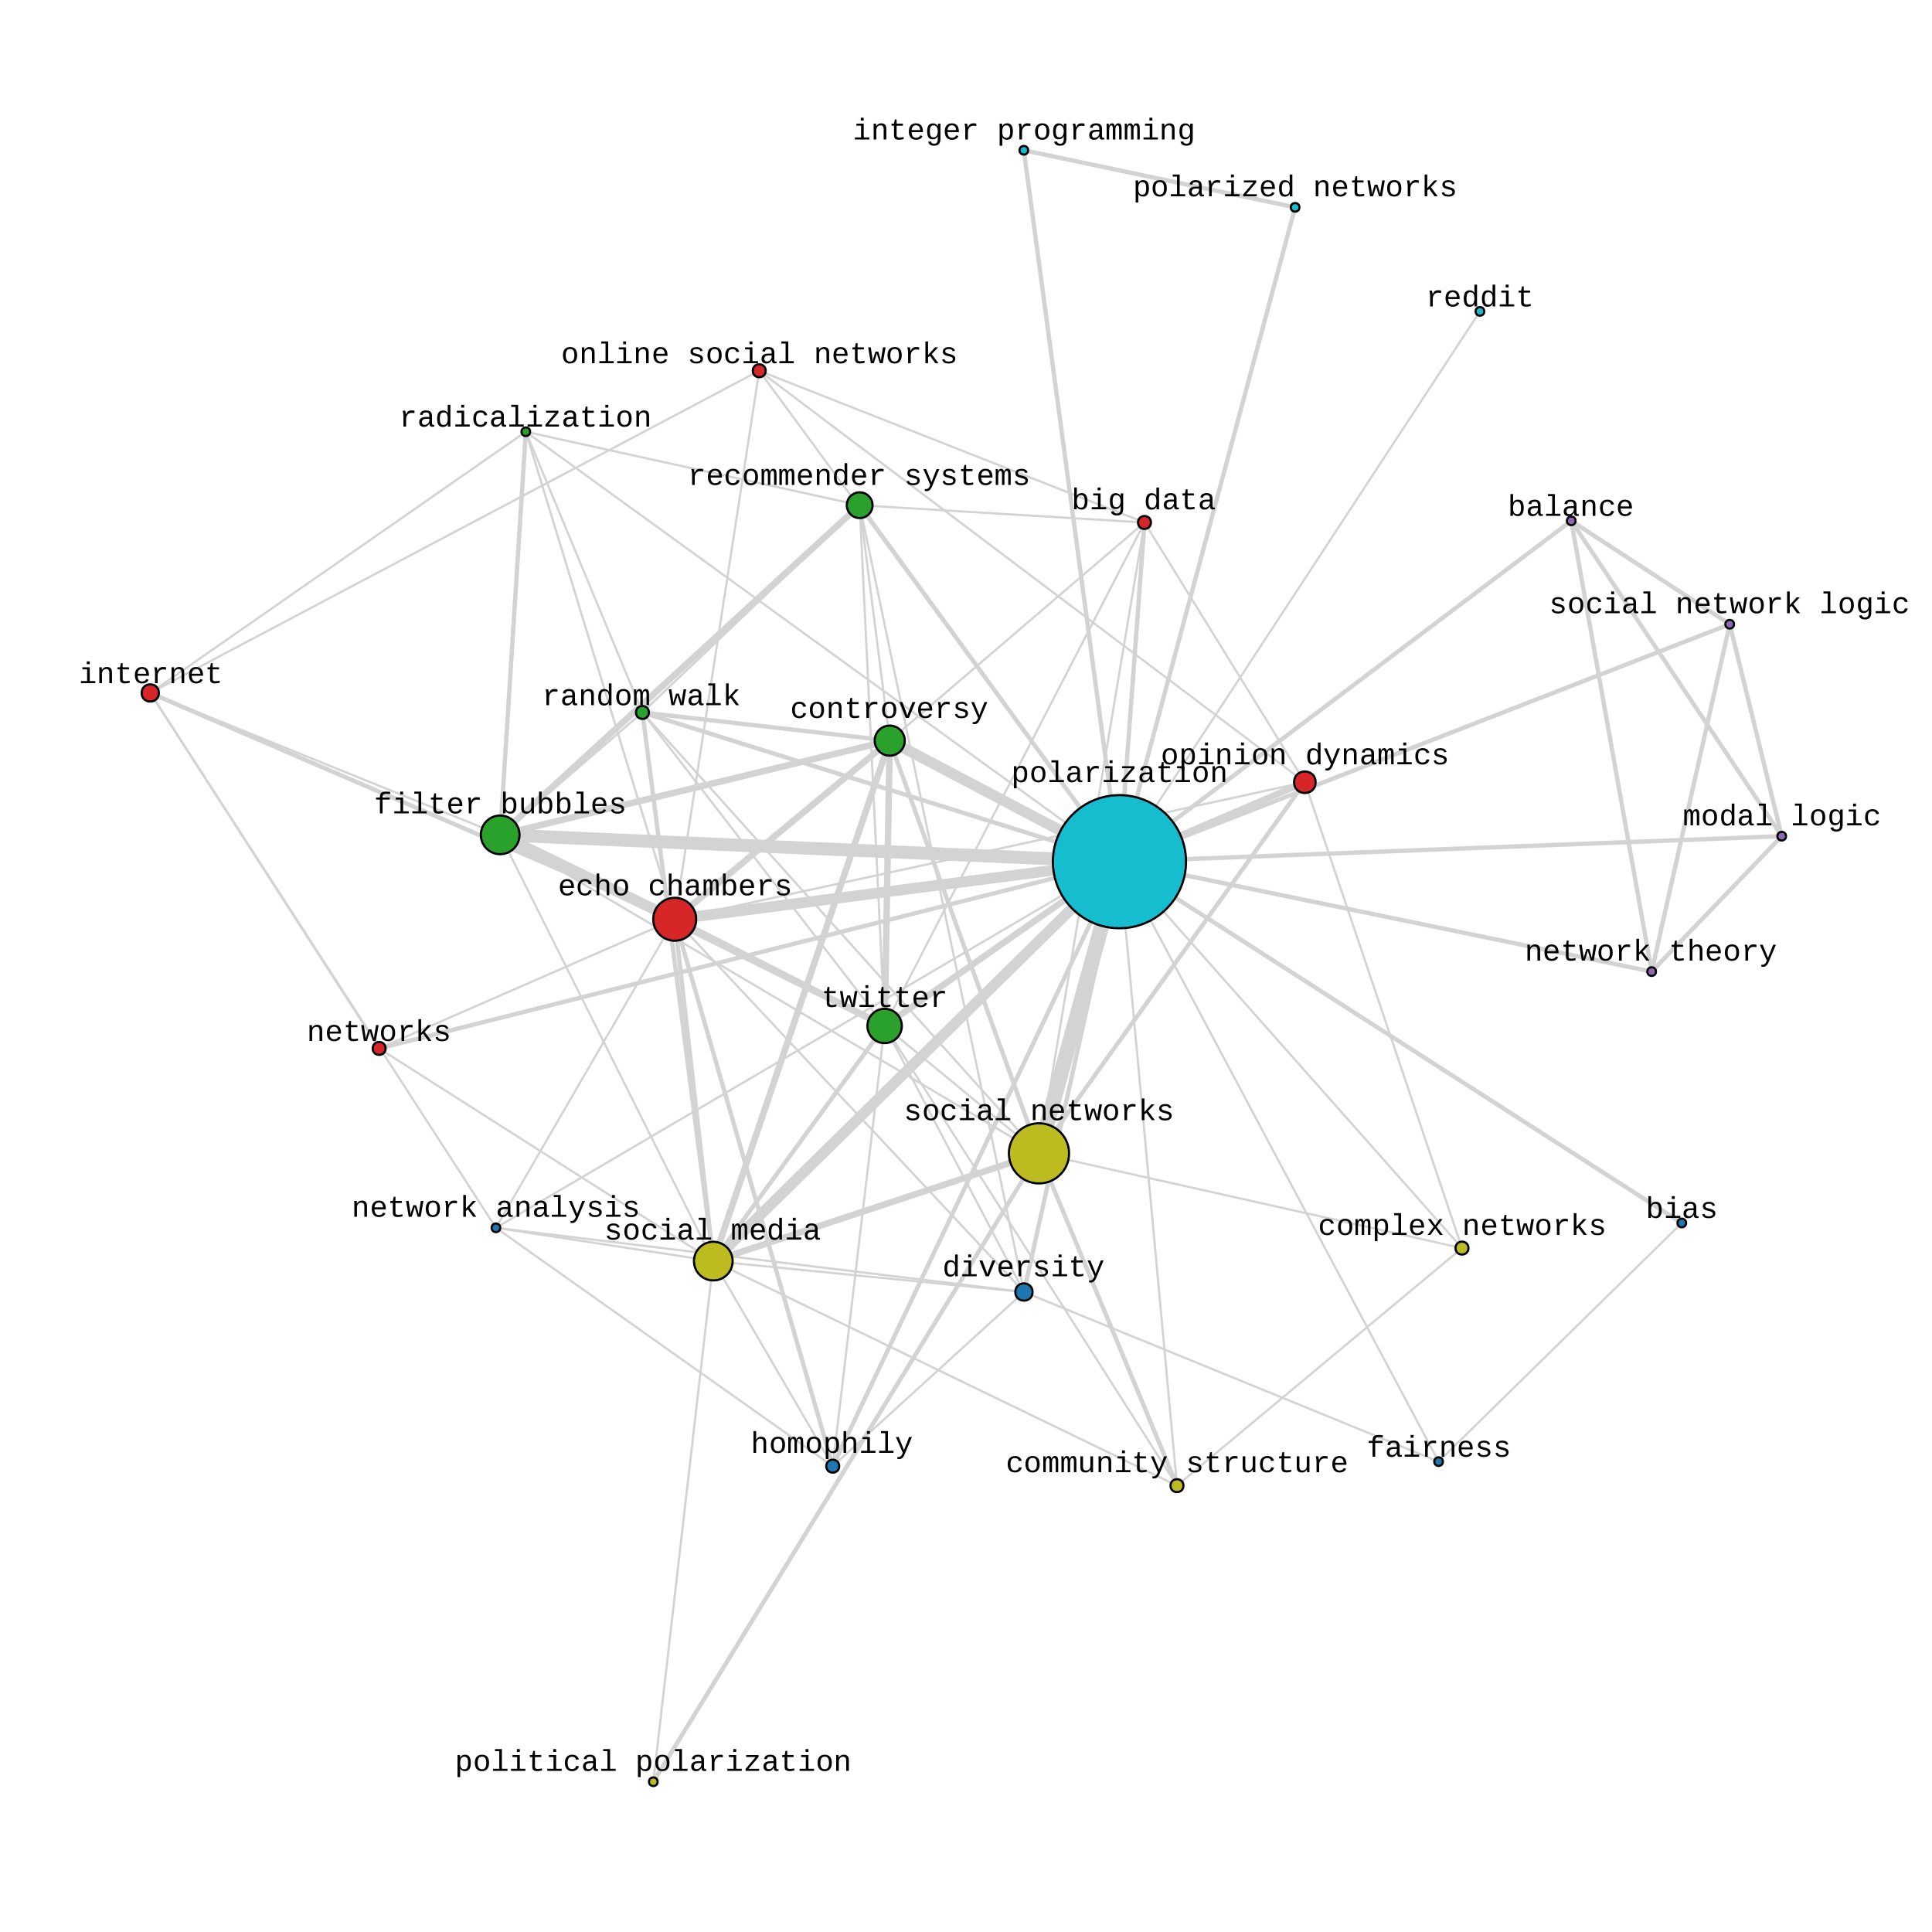 integer programming
polarized networks
reddit
online social networks
radicalization
recommender systems
big data
balance
social network logic
internet
random walk
controversy
opinion dynamics
polarization
filter bubbles
modal logic
echo chambers
network theory
twitter
networks
social networks
network analysis
social media
complex networks
bias
diversity
homophily
community structure
fairness
political polarization